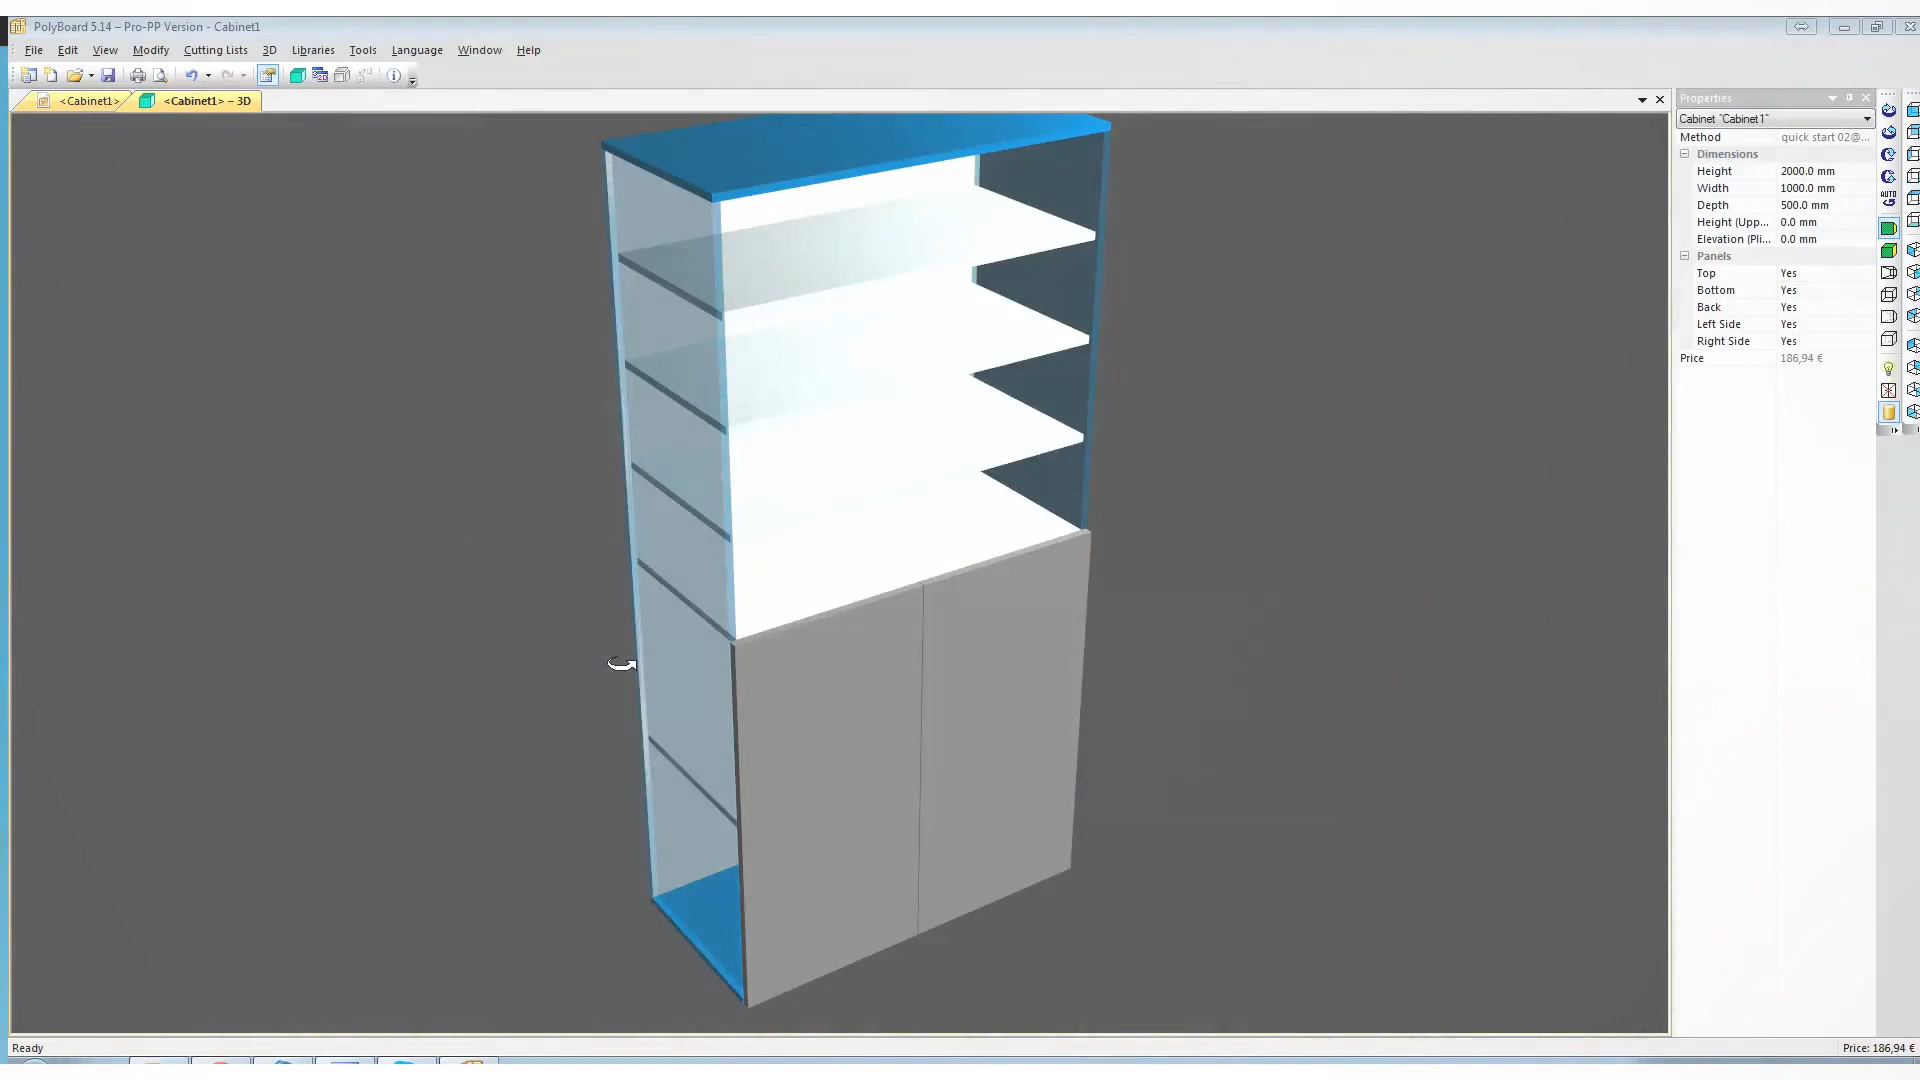 PolyBoard 5.14 – Pro-PP Version - Cabinet1
File Edit View Modify Cutting Lists 3D Libraries Tools Language Window Help
<Cabinet1> <Cabinet1> – 3D
Properties
Cabinet "Cabinet1"
Method quick start 02@...
Dimensions
Height 2000.0 mm
Width 1000.0 mm
Depth 500.0 mm
Height (Upp... 0.0 mm
Elevation (Pli... 0.0 mm
Panels
Top Yes
Bottom Yes
Back Yes
Left Side Yes
Right Side Yes
Price 186,94 €
AUTO
Ready Price: 186,94 €